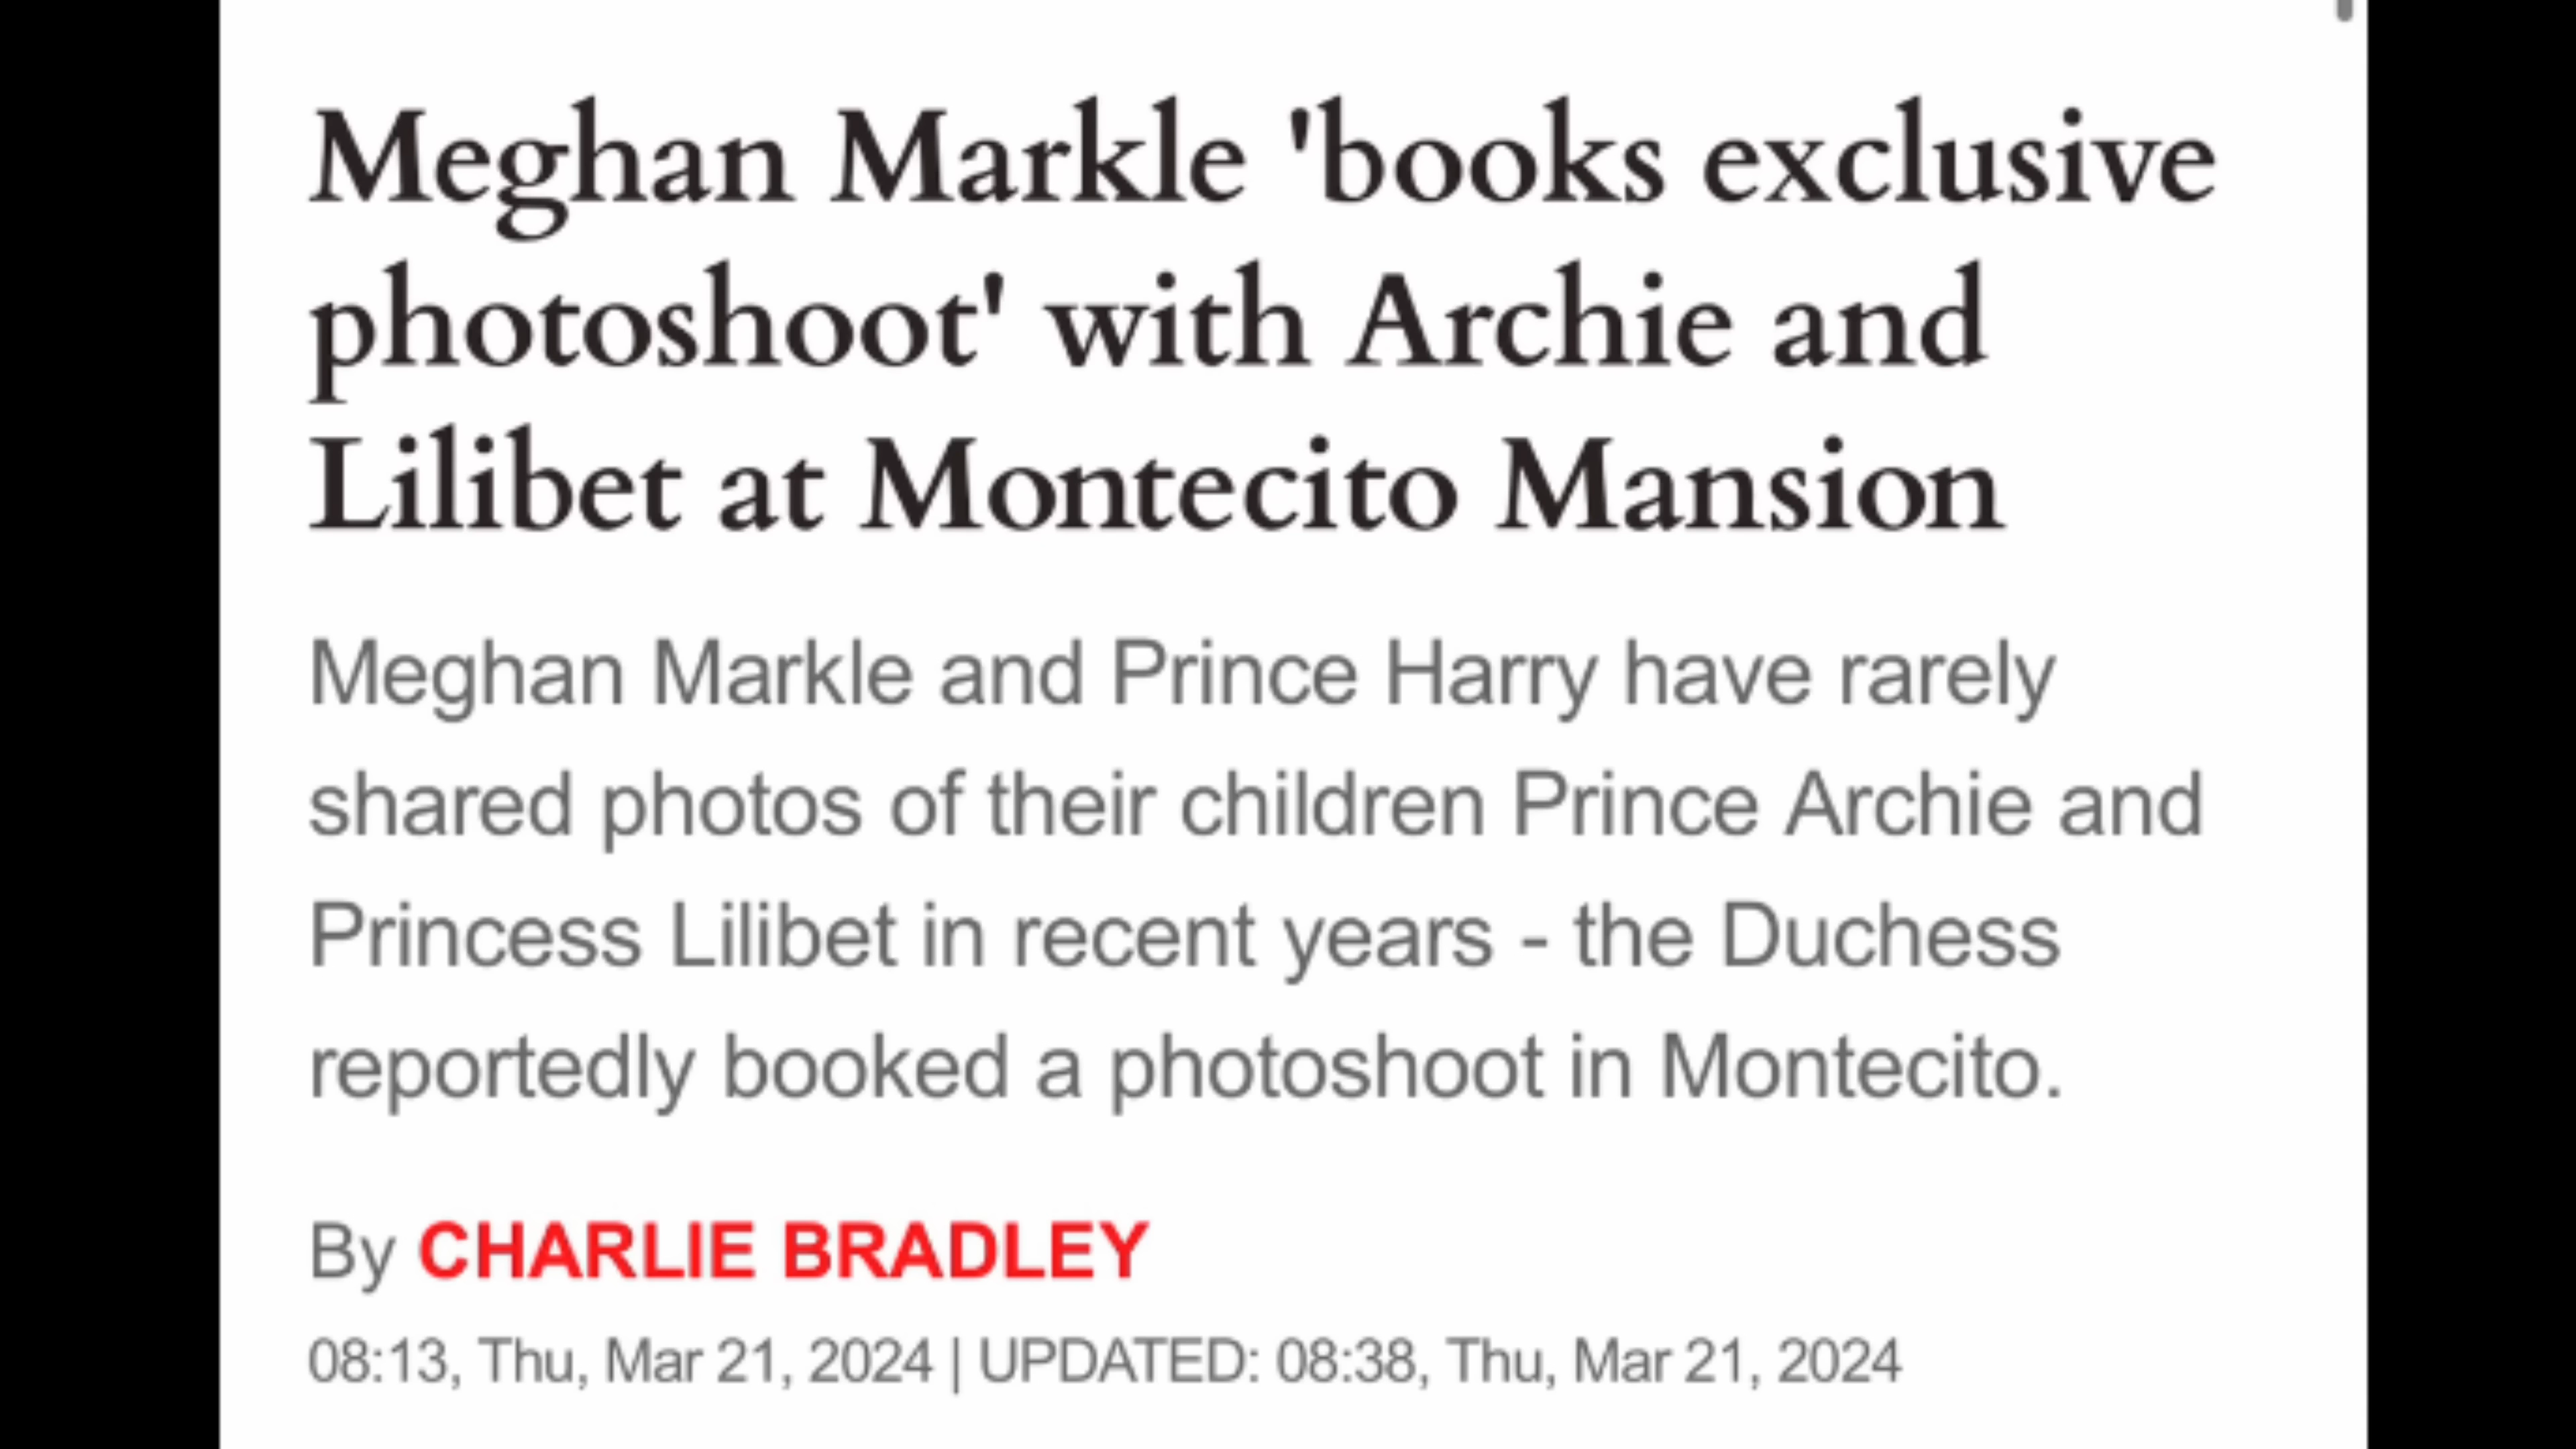 Meghan Markle 'books exclusive
photoshoot' with Archie and
Lilibet at Montecito Mansion
Meghan Markle and Prince Harry have rarely
shared photos of their children Prince Archie and
Princess Lilibet in recent years - the Duchess
reportedly booked a photoshoot in Montecito.
By CHARLIE BRADLEY
08:13, Thu, Mar 21, 2024 | UPDATED: 08:38, Thu, Mar 21, 2024